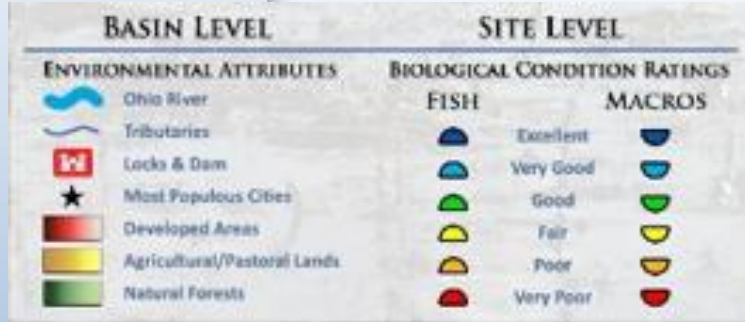 BASIN LEVEL
ENVIRONMENTAL ATTRIBUTES
Ohio River
Tributaries
Locks & Dam
Most Populous Cities
Developed Areas
Agricultural/Pastoral Lands
Natural Forests
SITE LEVEL
BIOLOGICAL CONDITION RATINGS
FISH MACROS
Excellent
Very Good
Good
Fair
Poor
Very Poor